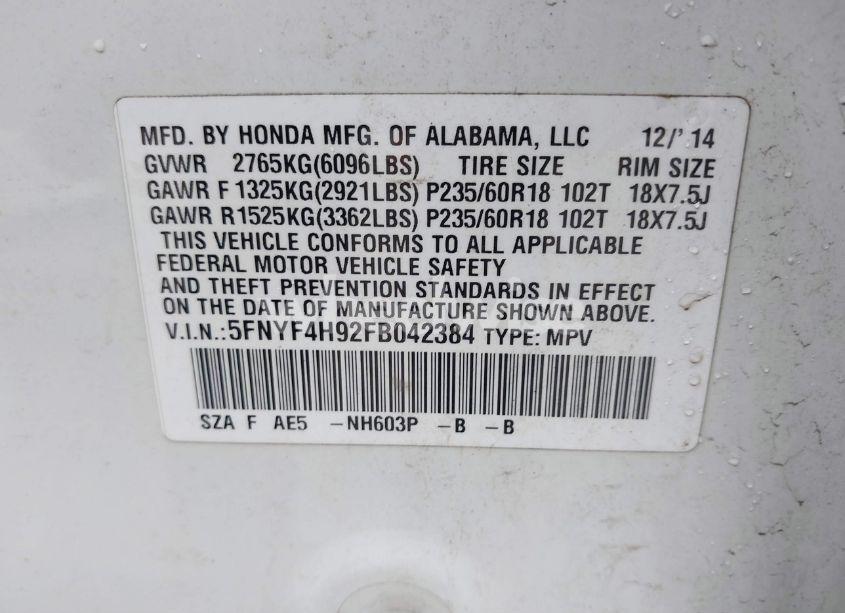 MFD. BY HONDA MFG. OF ALABAMA, LLC 12/'14
GVWR 2765KG(6096LBS) TIRE SIZE RIM SIZE
GAWR F 1325KG(2921LBS) P235/60R18 102T 18X7.5J
GAWR R1525KG(3362LBS) P235/60R18 102T 18X7.5J
THIS VEHICLE CONFORMS TO ALL APPLICABLE
FEDERAL MOTOR VEHICLE SAFETY
AND THEFT PREVENTION STANDARDS IN EFFECT
ON THE DATE OF MANUFACTURE SHOWN ABOVE.
V.I.N.:5FNYF4H92FB042384 TYPE: MPV
SZA F AE5 -NH603P -B -B